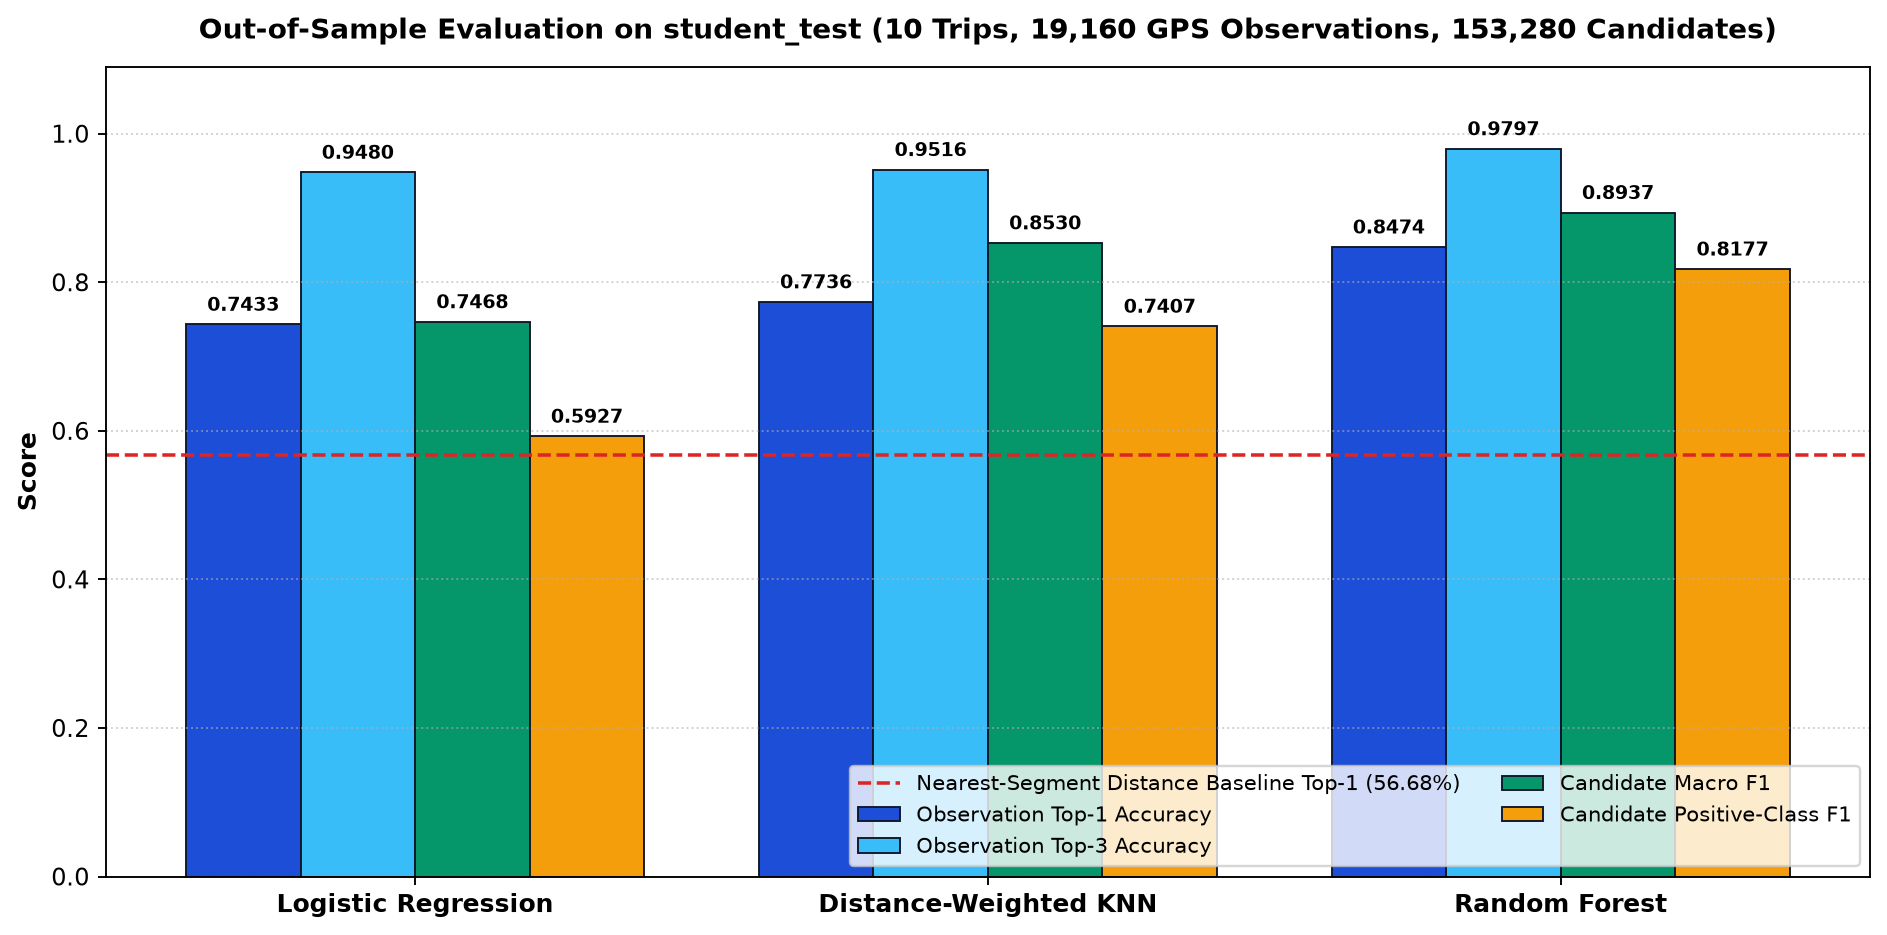 Out-of-Sample Evaluation on student_test (10 Trips, 19,160 GPS Observations, 153,280 Candidates)
Score
1.0
0.8
0.6
0.4
0.2
0.0
0.7433
0.9480
0.7468
0.5927
0.7736
0.9516
0.8530
0.7407
0.8474
0.9797
0.8937
0.8177
Nearest-Segment Distance Baseline Top-1 (56.68%)
Observation Top-1 Accuracy
Observation Top-3 Accuracy
Candidate Macro F1
Candidate Positive-Class F1
Logistic Regression
Distance-Weighted KNN
Random Forest